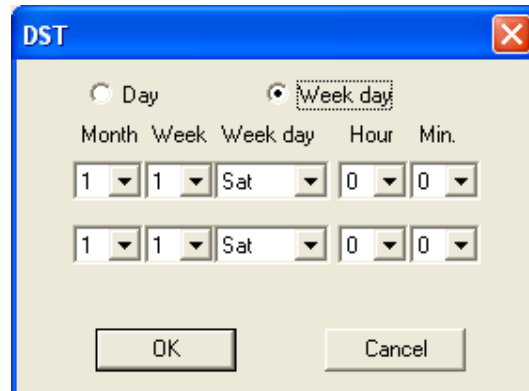 DST
Day Week day
Month Week Week day Hour Min.
1 1 Sat 0 0
1 1 Sat 0 0
OK Cancel